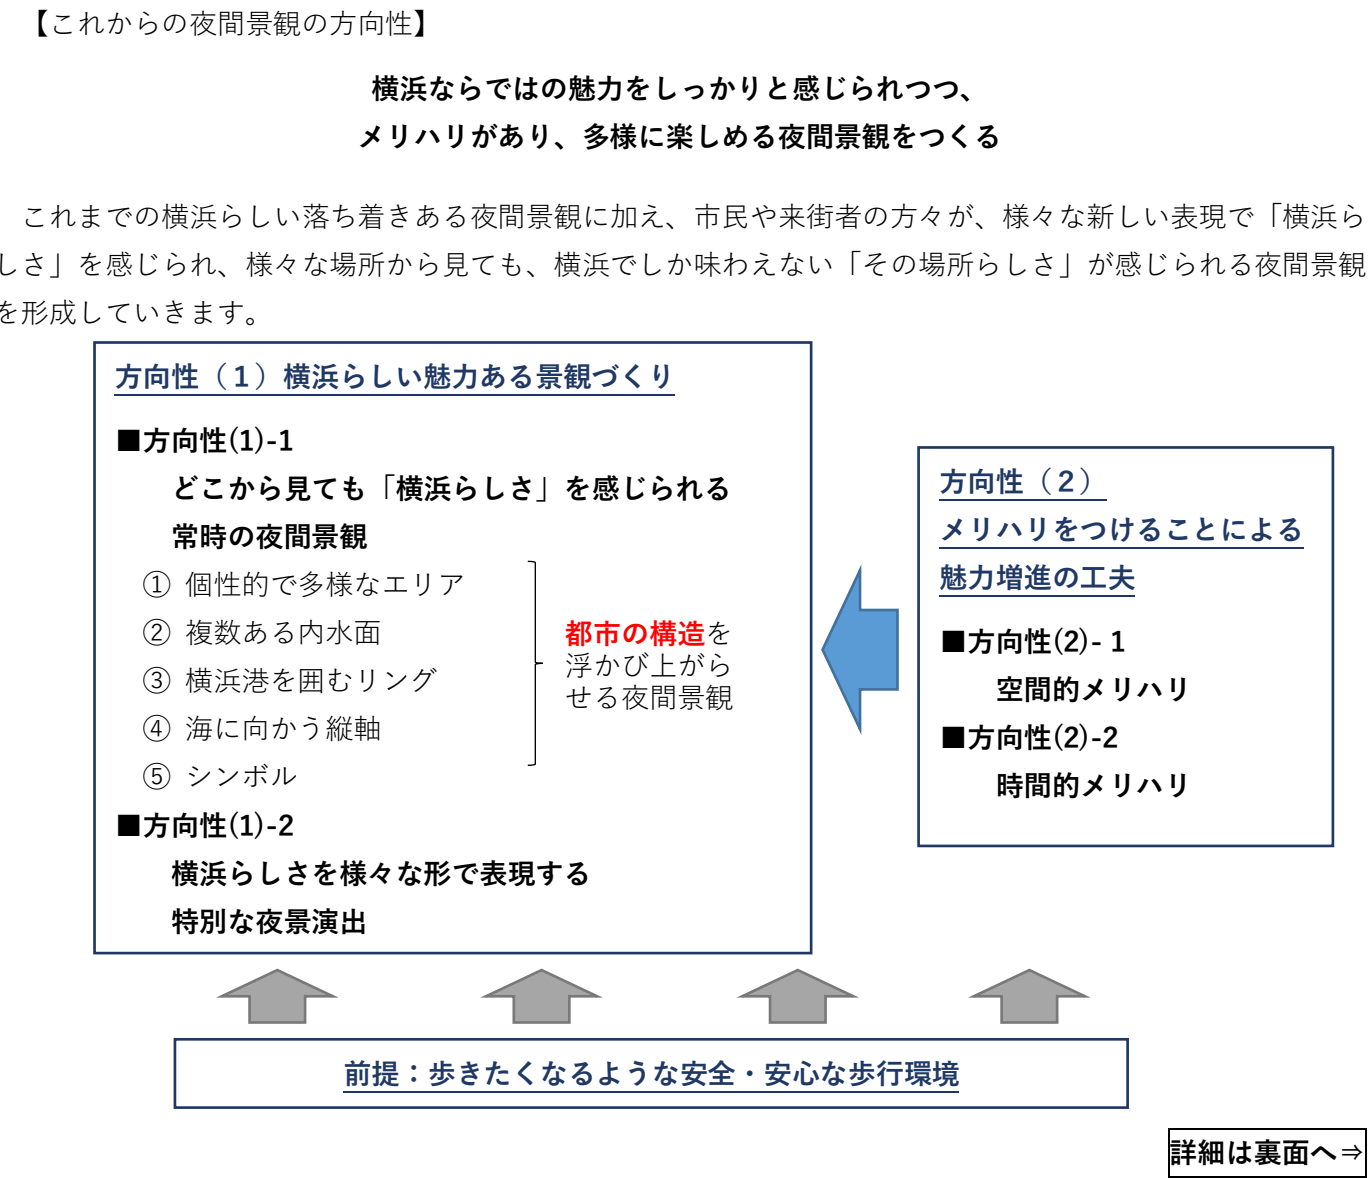 【これからの夜間景観の方向性】
横浜ならではの魅力をしっかりと感じられつつ、
メリハリがあり、多様に楽しめる夜間景観をつくる
これまでの横浜らしい落ち着きある夜間景観に加え、市民や来街者の方々が、様々な新しい表現で「横浜ら
しさ」を感じられ、様々な場所から見ても、横浜でしか味わえない「その場所らしさ」が感じられる夜間景観
を形成していきます。
方向性（１）横浜らしい魅力ある景観づくり
■方向性(1)-1
どこから見ても「横浜らしさ」を感じられる
常時の夜間景観
① 個性的で多様なエリア
② 複数ある内水面
③ 横浜港を囲むリング
④ 海に向かう縦軸
⑤ シンボル
都市の構造を
浮かび上がら
せる夜間景観
■方向性(1)-2
横浜らしさを様々な形で表現する
特別な夜景演出
方向性（２）
メリハリをつけることによる
魅力増進の工夫
■方向性(2)- 1
空間的メリハリ
■方向性(2)-2
時間的メリハリ
前提：歩きたくなるような安全・安心な歩行環境
詳細は裏面へ⇒